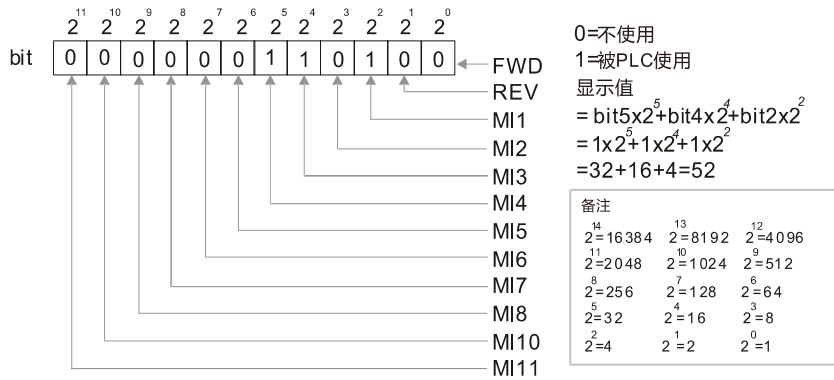 2¹¹ 2¹⁰ 2⁹ 2⁸ 2⁷ 2⁶ 2⁵ 2⁴ 2³ 2² 2¹ 2⁰
bit 0 0 0 0 0 0 1 1 0 1 0 0
FWD
REV
MI1
MI2
MI3
MI4
MI5
MI6
MI7
MI8
MI10
MI11
0=不使用
1=被PLC使用
显示值
= bit5x2⁵+bit4x2⁴+bit2x2²
= 1x2⁵+1x2⁴+1x2²
=32+16+4=52
备注
2¹⁴=16384 2¹³=8192 2¹²=4096
2¹¹=2048 2¹⁰=1024 2⁹=512
2⁸=256 2⁷=128 2⁶=64
2⁵=32 2⁴=16 2³=8
2²=4 2¹=2 2⁰=1